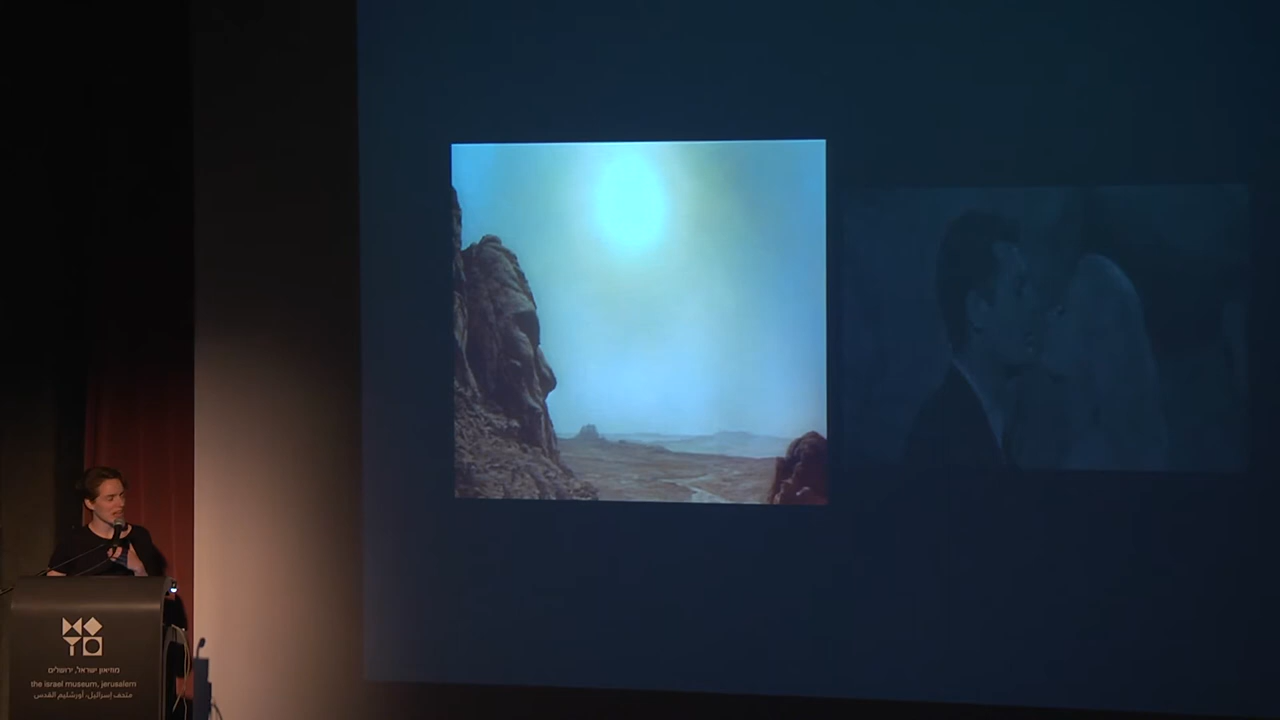 מוזיאון ישראל, ירושלים
the israel museum, jerusalem
متحف إسرائيل، أورشليم القدس